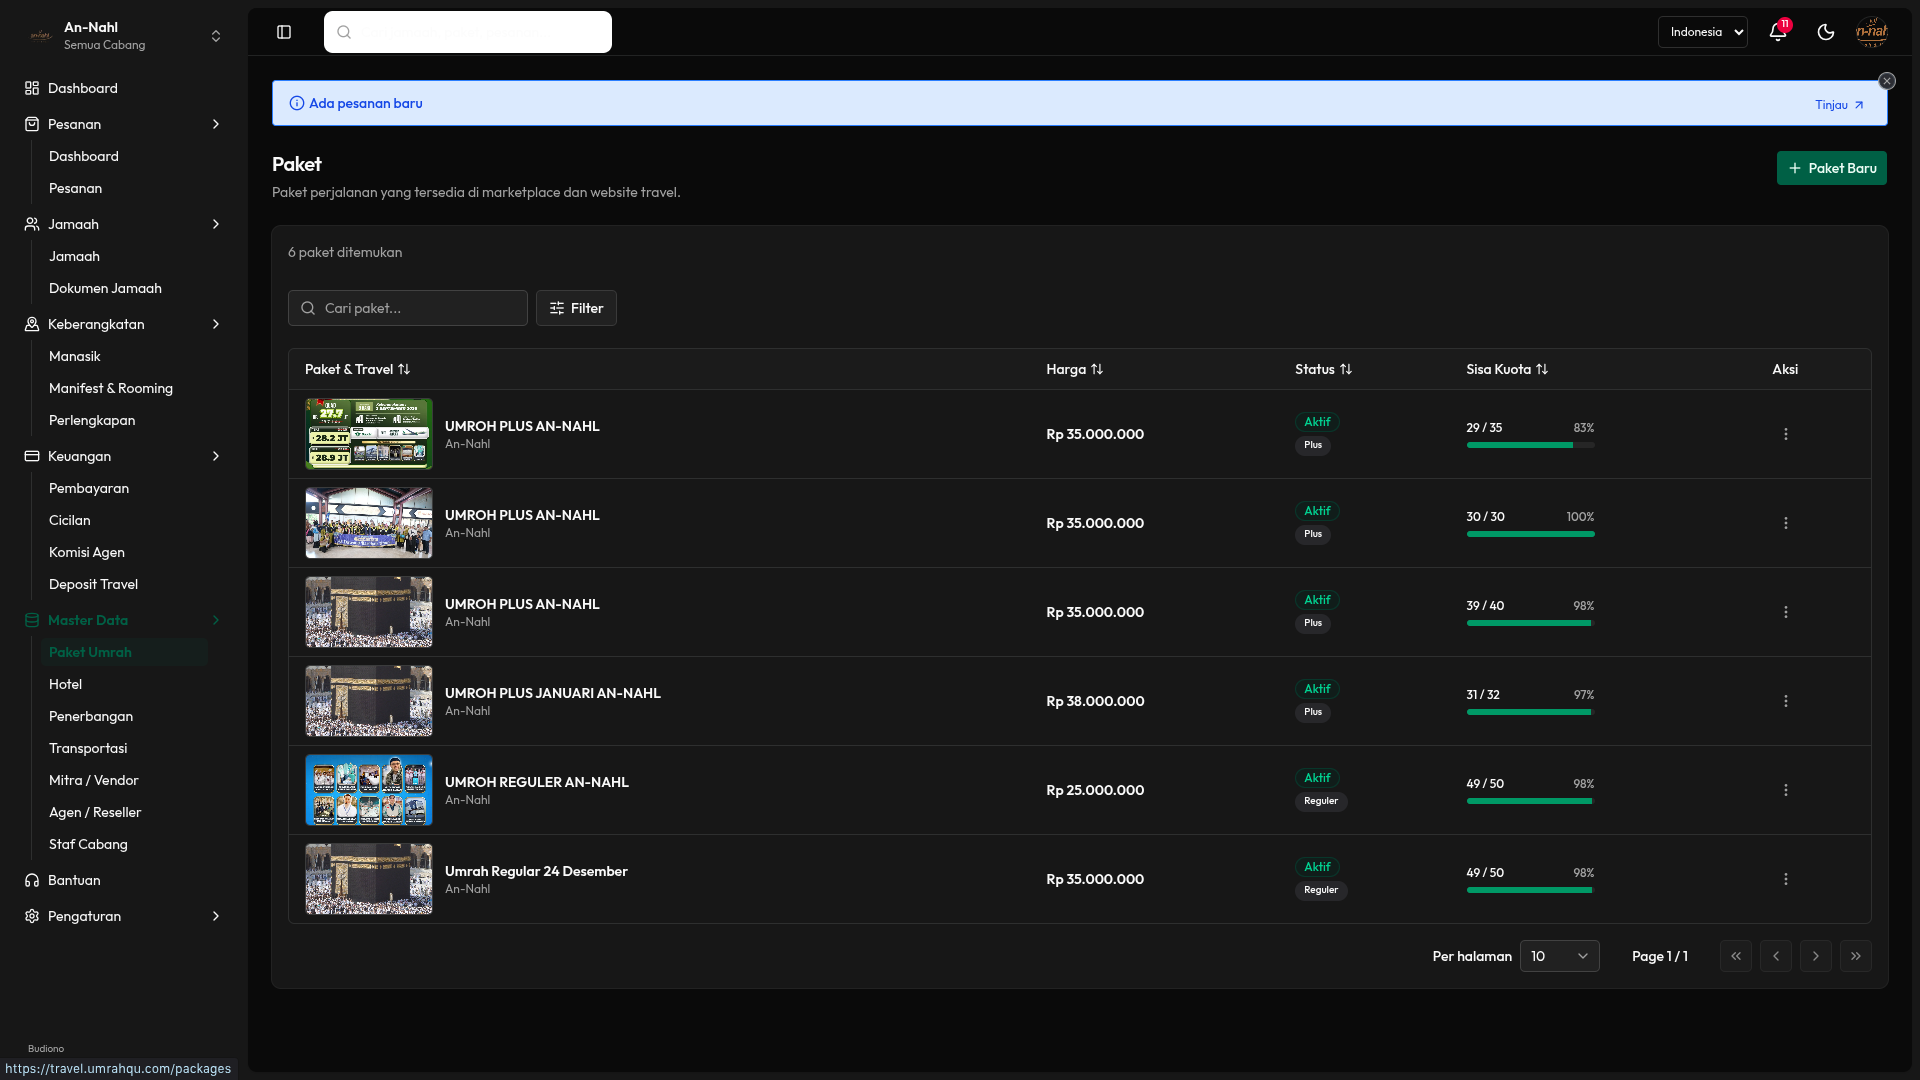 An-Nahl
Semua Cabang
Dashboard
Pesanan
Dashboard
Pesanan
Jamaah
Jamaah
Dokumen Jamaah
Keberangkatan
Manasik
Manifest & Rooming
Perlengkapan
Keuangan
Pembayaran
Cicilan
Komisi Agen
Deposit Travel
Master Data
Paket Umrah
Hotel
Penerbangan
Transportasi
Mitra / Vendor
Agen / Reseller
Staf Cabang
Bantuan
Pengaturan
Budiono
https://travel.umrahqu.com/packages
Indonesia
11
Ada pesanan baru
Tinjau
Paket
Paket perjalanan yang tersedia di marketplace dan website travel.
Paket Baru
6 paket ditemukan
Cari paket...
Filter
Paket & Travel Harga Status Sisa Kuota Aksi
27.7
28.2 JT
28.9 JT
UMROH PLUS AN-NAHL
An-Nahl
Rp 35.000.000
Aktif
Plus
29 / 35 83%
UMROH PLUS AN-NAHL
An-Nahl
Rp 35.000.000
Aktif
Plus
30 / 30 100%
UMROH PLUS AN-NAHL
An-Nahl
Rp 35.000.000
Aktif
Plus
39 / 40 98%
UMROH PLUS JANUARI AN-NAHL
An-Nahl
Rp 38.000.000
Aktif
Plus
31 / 32 97%
UMROH REGULER AN-NAHL
An-Nahl
Rp 25.000.000
Aktif
Reguler
49 / 50 98%
Umrah Regular 24 Desember
An-Nahl
Rp 35.000.000
Aktif
Reguler
49 / 50 98%
Per halaman 10 Page 1 / 1